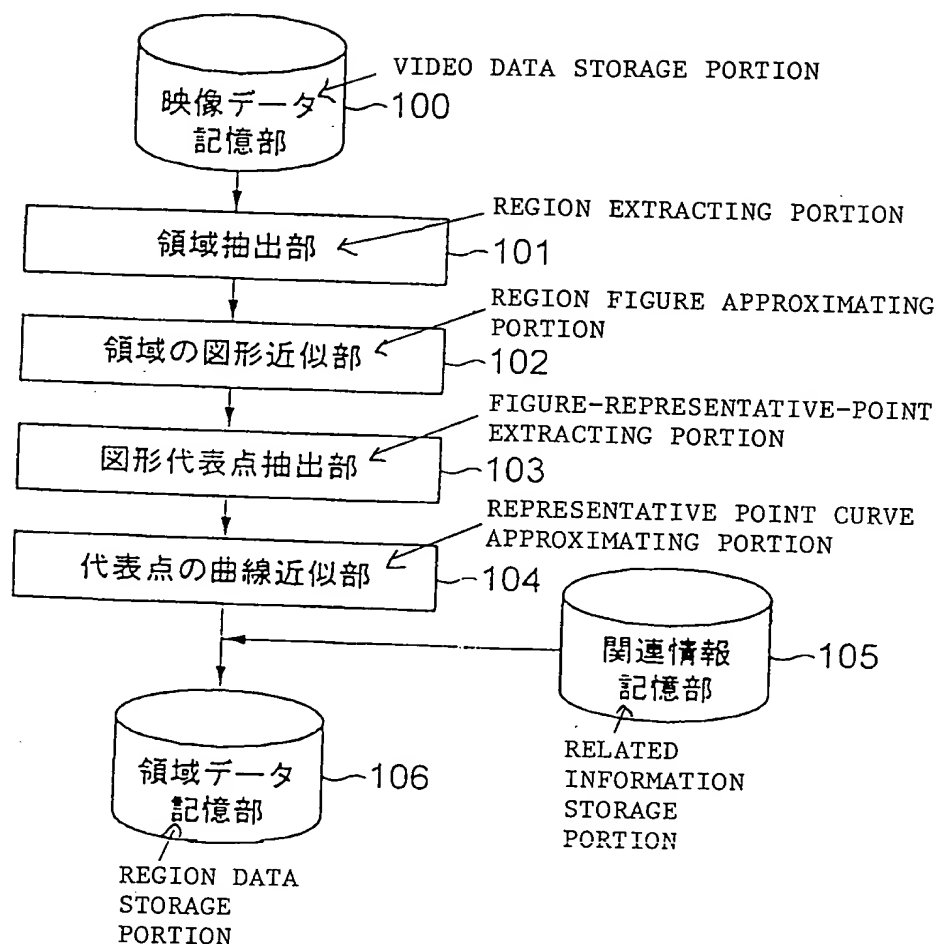 映像データ
記憶部
VIDEO DATA STORAGE PORTION
100
領域抽出部
REGION EXTRACTING PORTION
101
領域の図形近似部
REGION FIGURE APPROXIMATING
PORTION
102
図形代表点抽出部
FIGURE-REPRESENTATIVE-POINT
EXTRACTING PORTION
103
代表点の曲線近似部
REPRESENTATIVE POINT CURVE
APPROXIMATING PORTION
104
関連情報
記憶部
105
RELATED
INFORMATION
STORAGE
PORTION
領域データ
記憶部
106
REGION DATA
STORAGE
PORTION